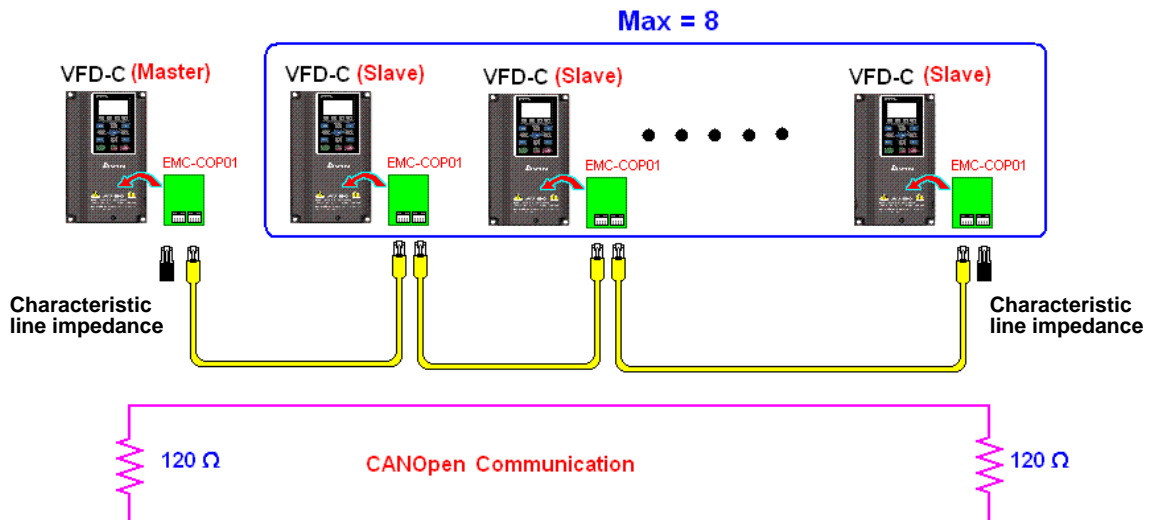 Max = 8
VFD-C (Master)
VFD-C (Slave)
VFD-C (Slave)
VFD-C (Slave)
EMC-COP01
EMC-COP01
EMC-COP01
EMC-COP01
Characteristic
line impedance
Characteristic
line impedance
120 Ω
CANOpen Communication
120 Ω